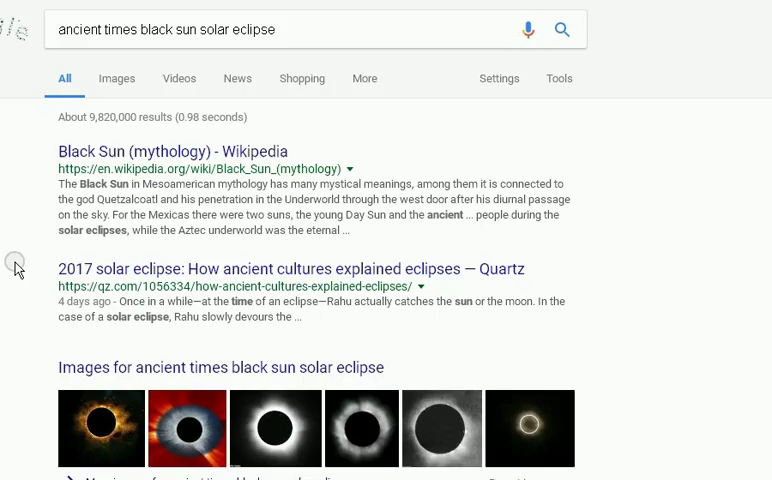 ancient times black sun solar eclipse
All Images Videos News Shopping More Settings Tools
About 9,820,000 results (0.98 seconds)
Black Sun (mythology) - Wikipedia
https://en.wikipedia.org/wiki/Black_Sun_(mythology)
The Black Sun in Mesoamerican mythology has many mystical meanings, among them it is connected to
the god Quetzalcoatl and his penetration in the Underworld through the west door after his diurnal passage
on the sky. For the Mexicas there were two suns, the young Day Sun and the ancient ... people during the
solar eclipses, while the Aztec underworld was the eternal ...
2017 solar eclipse: How ancient cultures explained eclipses — Quartz
https://qz.com/1056334/how-ancient-cultures-explained-eclipses/
4 days ago - Once in a while—at the time of an eclipse—Rahu actually catches the sun or the moon. In the
case of a solar eclipse, Rahu slowly devours the ...
Images for ancient times black sun solar eclipse